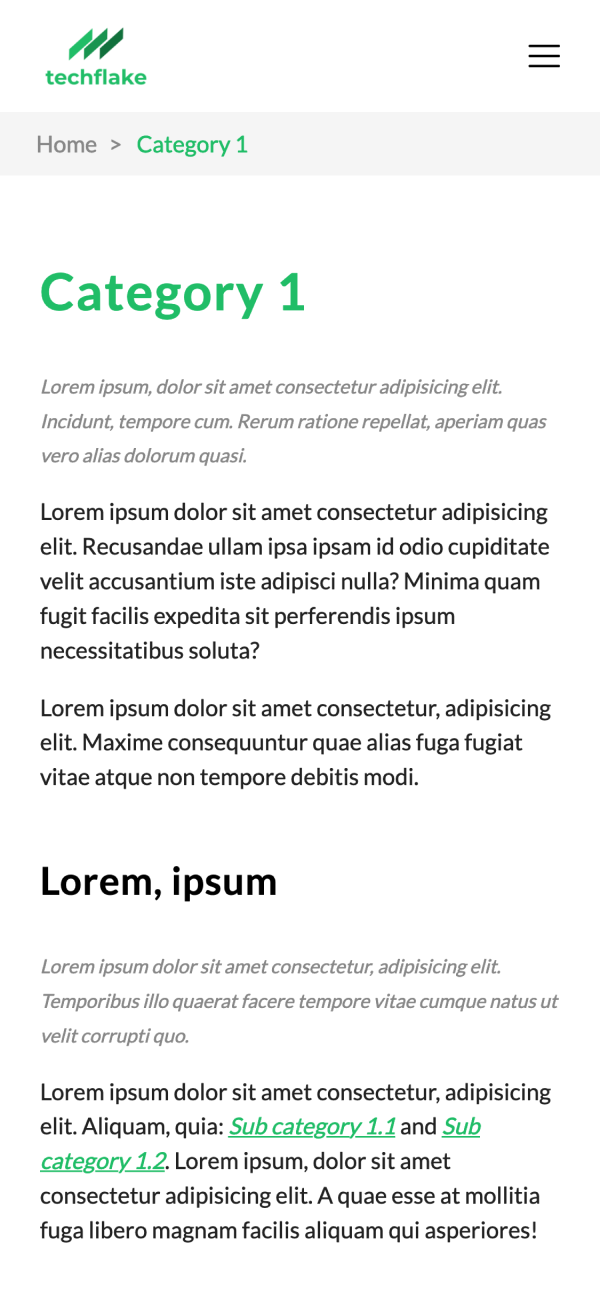 techflake
Home > Category 1
Category 1
Lorem ipsum, dolor sit amet consectetur adipisicing elit.
Incidunt, tempore cum. Rerum ratione repellat, aperiam quas
vero alias dolorum quasi.
Lorem ipsum dolor sit amet consectetur adipisicing
elit. Recusandae ullam ipsa ipsam id odio cupiditate
velit accusantium iste adipisci nulla? Minima quam
fugit facilis expedita sit perferendis ipsum
necessitatibus soluta?
Lorem ipsum dolor sit amet consectetur, adipisicing
elit. Maxime consequuntur quae alias fuga fugiat
vitae atque non tempore debitis modi.
Lorem, ipsum
Lorem ipsum dolor sit amet consectetur, adipisicing elit.
Temporibus illo quaerat facere tempore vitae cumque natus ut
velit corrupti quo.
Lorem ipsum dolor sit amet consectetur, adipisicing
elit. Aliquam, quia: Sub category 1.1 and Sub
category 1.2. Lorem ipsum, dolor sit amet
consectetur adipisicing elit. A quae esse at mollitia
fuga libero magnam facilis aliquam qui asperiores!